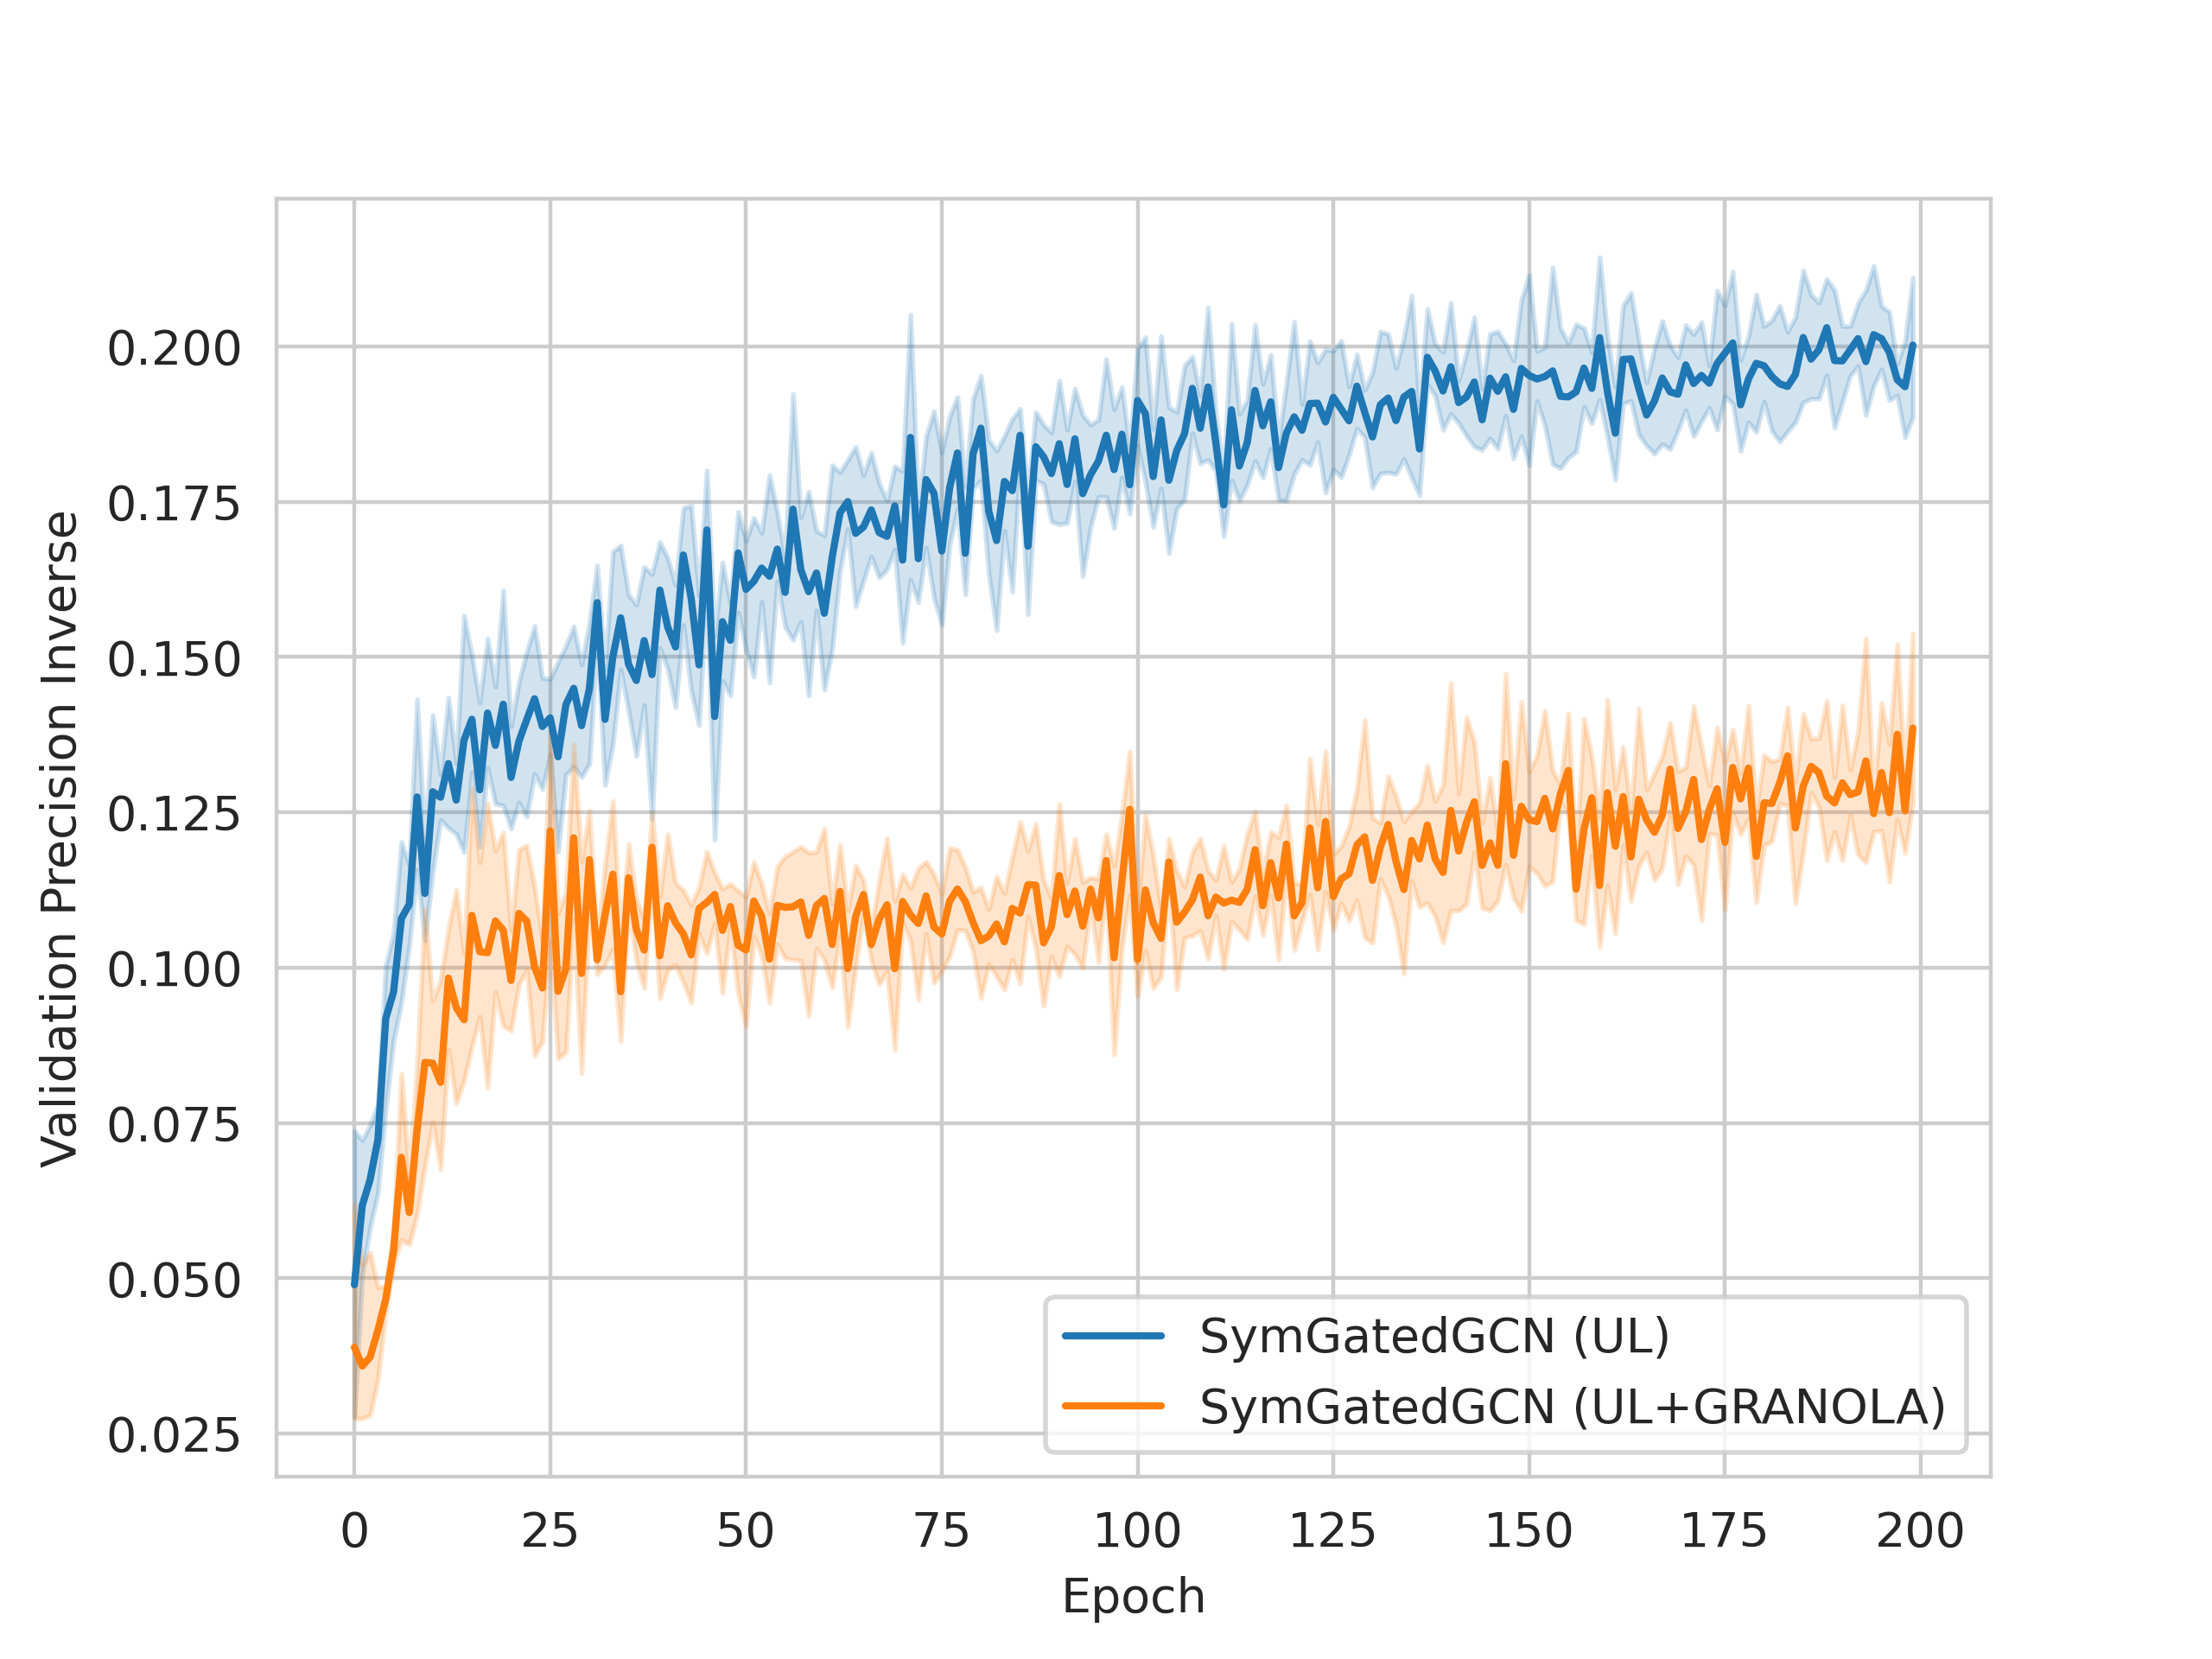 Validation Precision Inverse
0.200
0.175
0.150
0.125
0.100
0.075
0.050
0.025
SymGatedGCN (UL)
SymGatedGCN (UL+GRANOLA)
0 25 50 75 100 125 150 175 200
Epoch